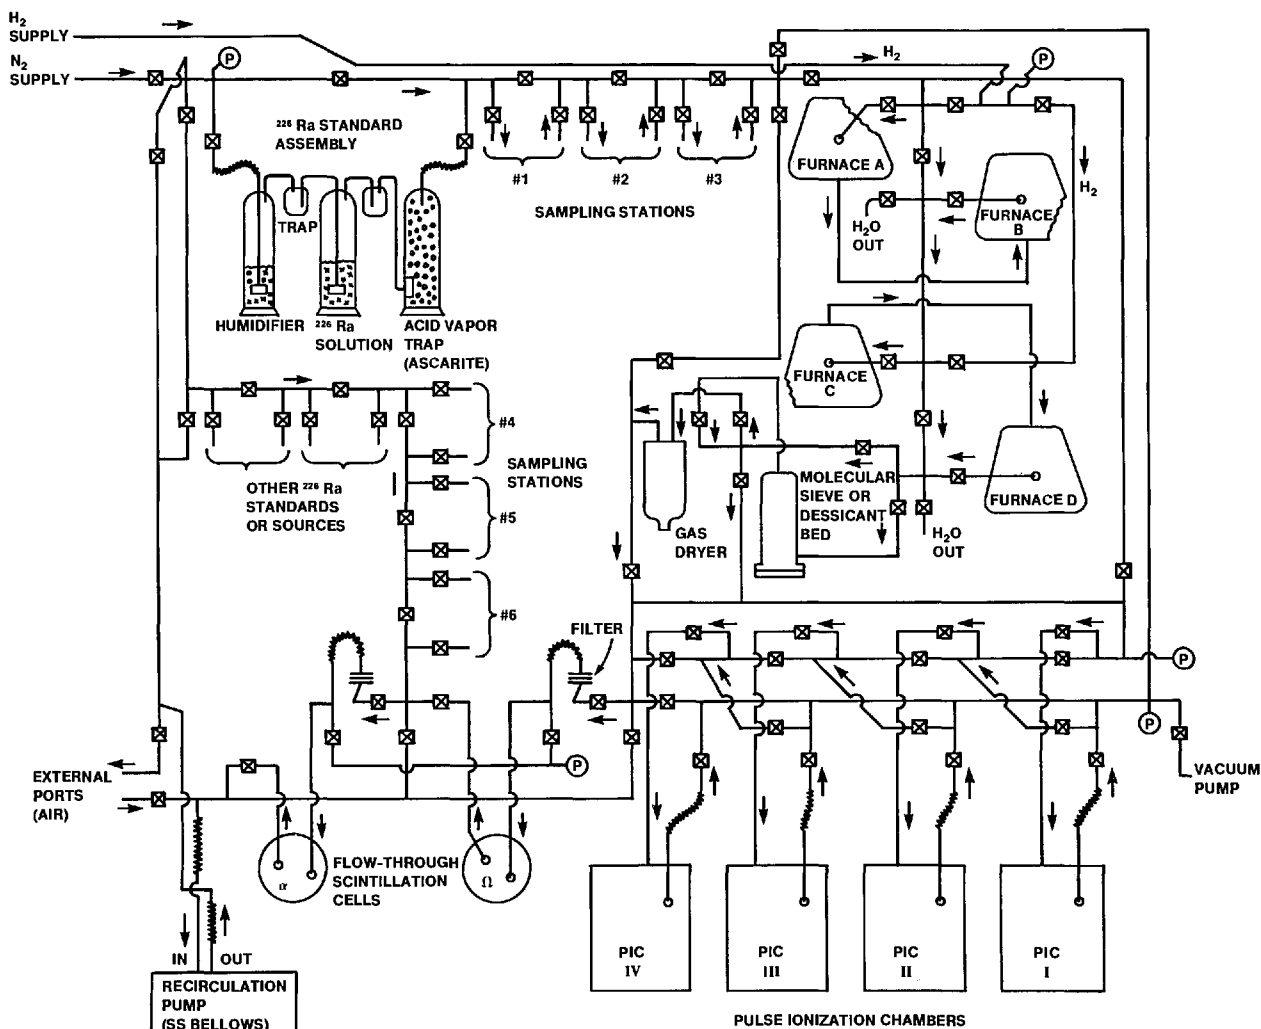 H2
SUPPLY
N2
SUPPLY
P
H2
P
226 Ra STANDARD
ASSEMBLY
FURNACE A
#1
#2
#3
H2
SAMPLING STATIONS
TRAP
H2O
OUT
FURNACE
B
HUMIDIFIER
226 Ra
SOLUTION
ACID VAPOR
TRAP
(ASCARITE)
FURNACE
C
#4
SAMPLING
STATIONS
OTHER 226 Ra
STANDARDS
OR SOURCES
#5
GAS
DRYER
MOLECULAR
SIEVE OR
DESSICANT
BED
FURNACE D
H2O
OUT
#6
FILTER
P
P
P
EXTERNAL
PORTS
(AIR)
VACUUM
PUMP
FLOW-THROUGH
SCINTILLATION
CELLS
α
Ω
IN
OUT
PIC
IV
PIC
III
PIC
II
PIC
I
RECIRCULATION
PUMP
(SS BELLOWS)
PULSE IONIZATION CHAMBERS